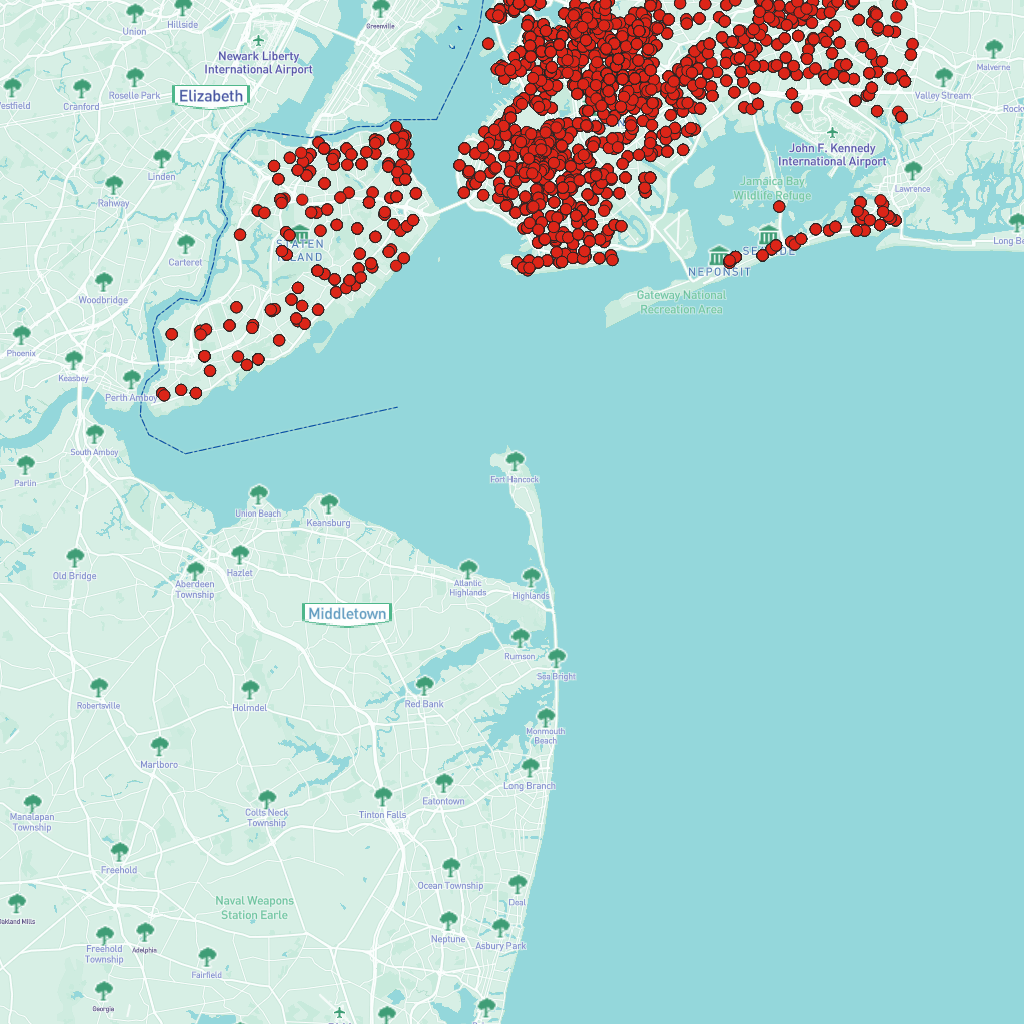 Union
Hillside
Greenville
Newark Liberty
International Airport
Malverne
Westfield
Cranford
Roselle Park
Elizabeth
Valley Stream
John F. Kennedy
International Airport
Linden
Rahway
Jamaica Bay
Wildlife Refuge
Lawrence
STATEN
Carteret
NEPONSIT
Woodbridge
Gateway National
Recreation Area
Phoenix
Keasbey
Perth Amboy
South Amboy
Parlin
Fort Hancock
Union Beach
Keansburg
Old Bridge
Hazlet
Aberdeen
Township
Atlantic
Highlands
Highlands
Middletown
Rumson
Sea Bright
Robertsville
Holmdel
Red Bank
Monmouth
Beach
Marlboro
Long Branch
Manalapan
Township
Colts Neck
Township
Tinton Falls
Eatontown
Freehold
Ocean Township
Deal
Naval Weapons
Station Earle
Oakland Mills
Freehold
Township
Adelphia
Neptune
Asbury Park
Fairfield
Georgia